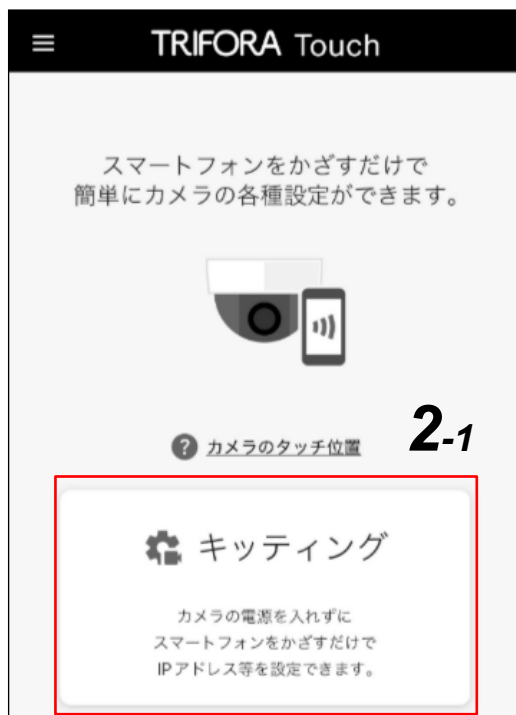 TRIFORA Touch
スマートフォンをかざすだけで
簡単にカメラの各種設定ができます。
? カメラのタッチ位置
2-1
キッティング
カメラの電源を入れずに
スマートフォンをかざすだけで
IPアドレス等を設定できます。